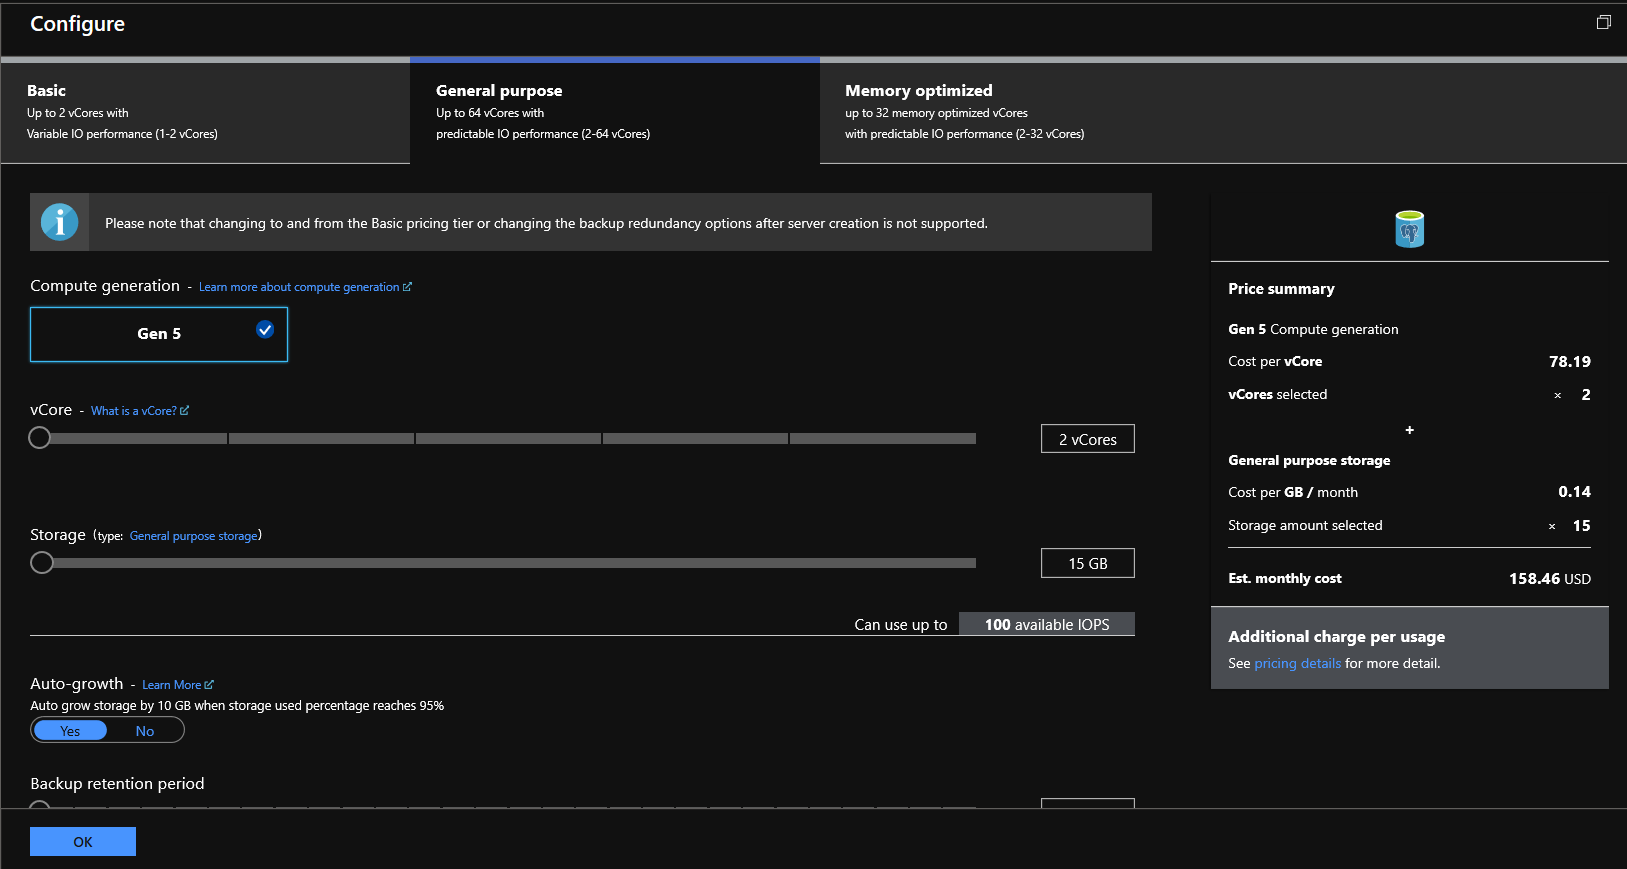 Configure
Basic
Up to 2 vCores with
Variable IO performance (1-2 vCores)
General purpose
Up to 64 vCores with
predictable IO performance (2-64 vCores)
Memory optimized
up to 32 memory optimized vCores
with predictable IO performance (2-32 vCores)
Please note that changing to and from the Basic pricing tier or changing the backup redundancy options after server creation is not supported.
Compute generation - Learn more about compute generation
Gen 5
vCore - What is a vCore?
2 vCores
Storage (type: General purpose storage)
15 GB
Can use up to 100 available IOPS
Auto-growth - Learn More
Auto grow storage by 10 GB when storage used percentage reaches 95%
Yes No
Backup retention period
OK
Price summary
Gen 5 Compute generation
Cost per vCore 78.19
vCores selected × 2
+
General purpose storage
Cost per GB / month 0.14
Storage amount selected × 15
Est. monthly cost 158.46 USD
Additional charge per usage
See pricing details for more detail.